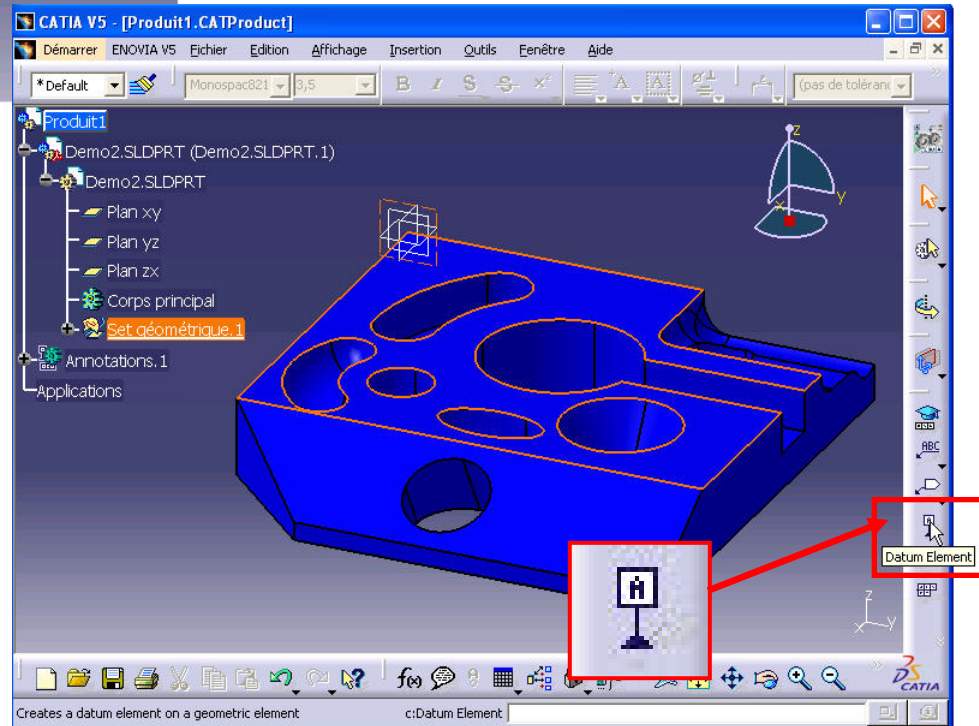 CATIA V5 - [Produit1.CATProduct]
Démarrer ENOVIA V5 Fichier Edition Affichage Insertion Outils Fenêtre Aide
*Default Monospac821 3,5 B I S S x² A A (pas de toléranc
Produit1
Demo2.SLDPRT (Demo2.SLDPRT.1)
Demo2.SLDPRT
Plan xy
Plan yz
Plan zx
Corps principal
Set géométrique.1
Annotations.1
Applications
z
y
x
ABC
A
Datum Element
A
z
y
x
f(x)
CATIA
Creates a datum element on a geometric element c:Datum Element